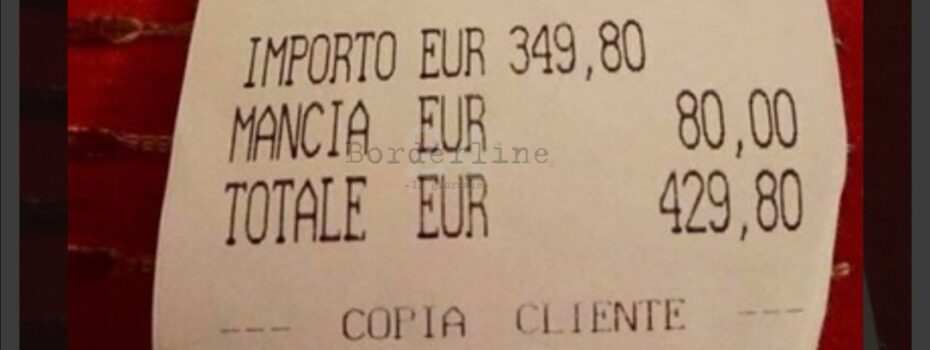 IMPORTO EUR 349,80
MANCIA EUR 80,00
Borderline
TOTALE EUR 429,80
--- COPIA CLIENTE ---